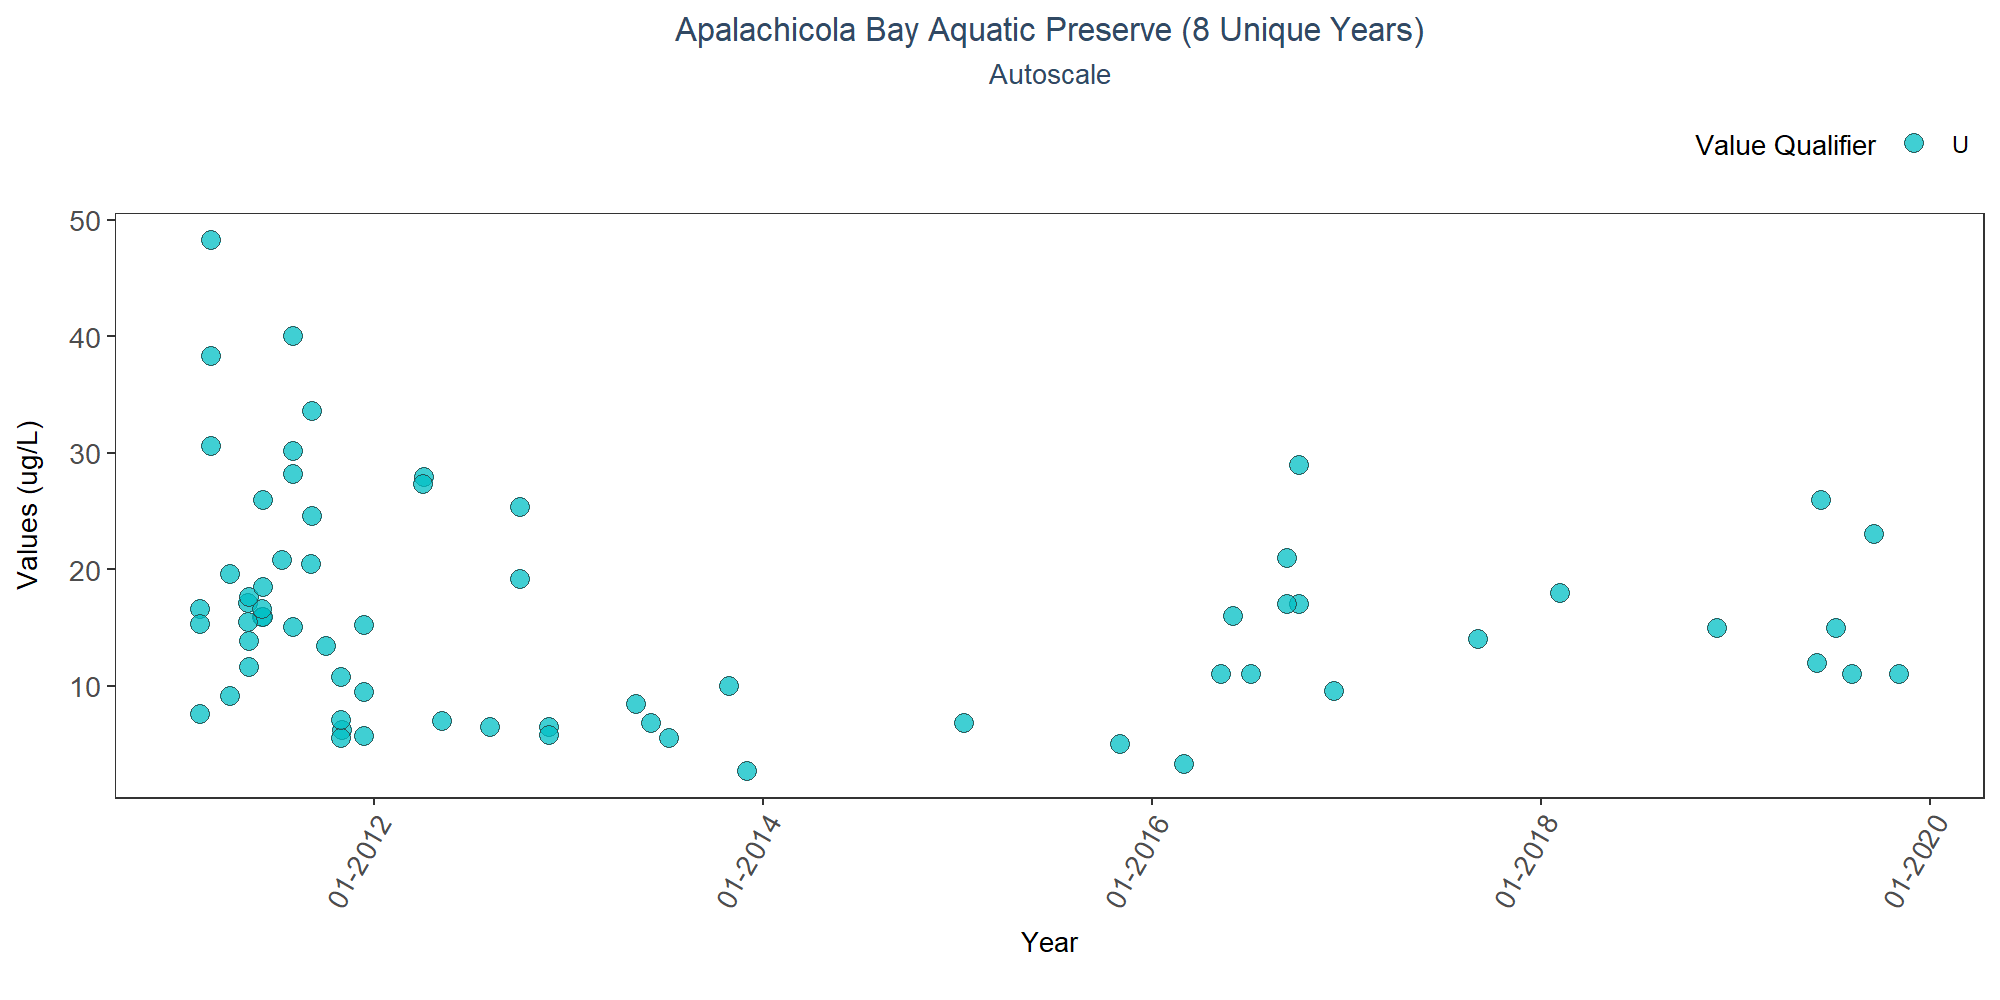 Apalachicola Bay Aquatic Preserve (8 Unique Years)
Autoscale
Value Qualifier U
50
40
30
20
10
Values (ug/L)
01-2012
01-2014
01-2016
01-2018
01-2020
Year